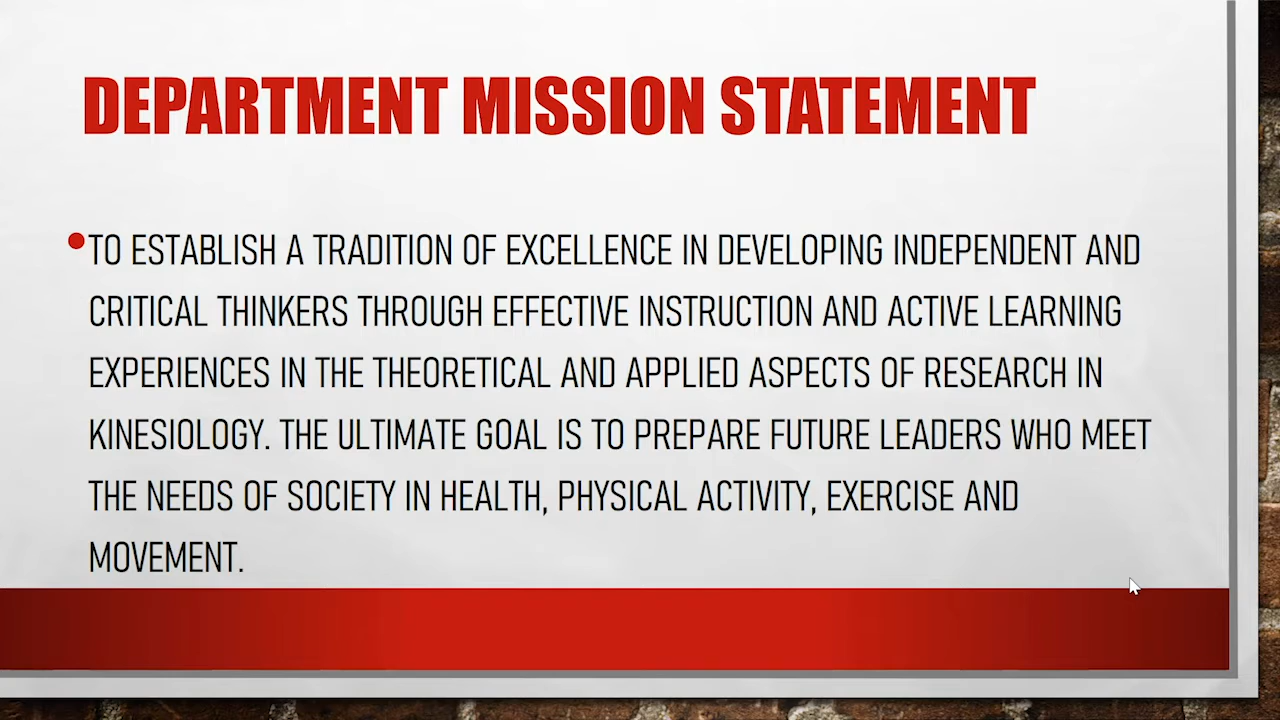 DEPARTMENT MISSION STATEMENT
•TO ESTABLISH A TRADITION OF EXCELLENCE IN DEVELOPING INDEPENDENT AND
CRITICAL THINKERS THROUGH EFFECTIVE INSTRUCTION AND ACTIVE LEARNING
EXPERIENCES IN THE THEORETICAL AND APPLIED ASPECTS OF RESEARCH IN
KINESIOLOGY. THE ULTIMATE GOAL IS TO PREPARE FUTURE LEADERS WHO MEET
THE NEEDS OF SOCIETY IN HEALTH, PHYSICAL ACTIVITY, EXERCISE AND
MOVEMENT.